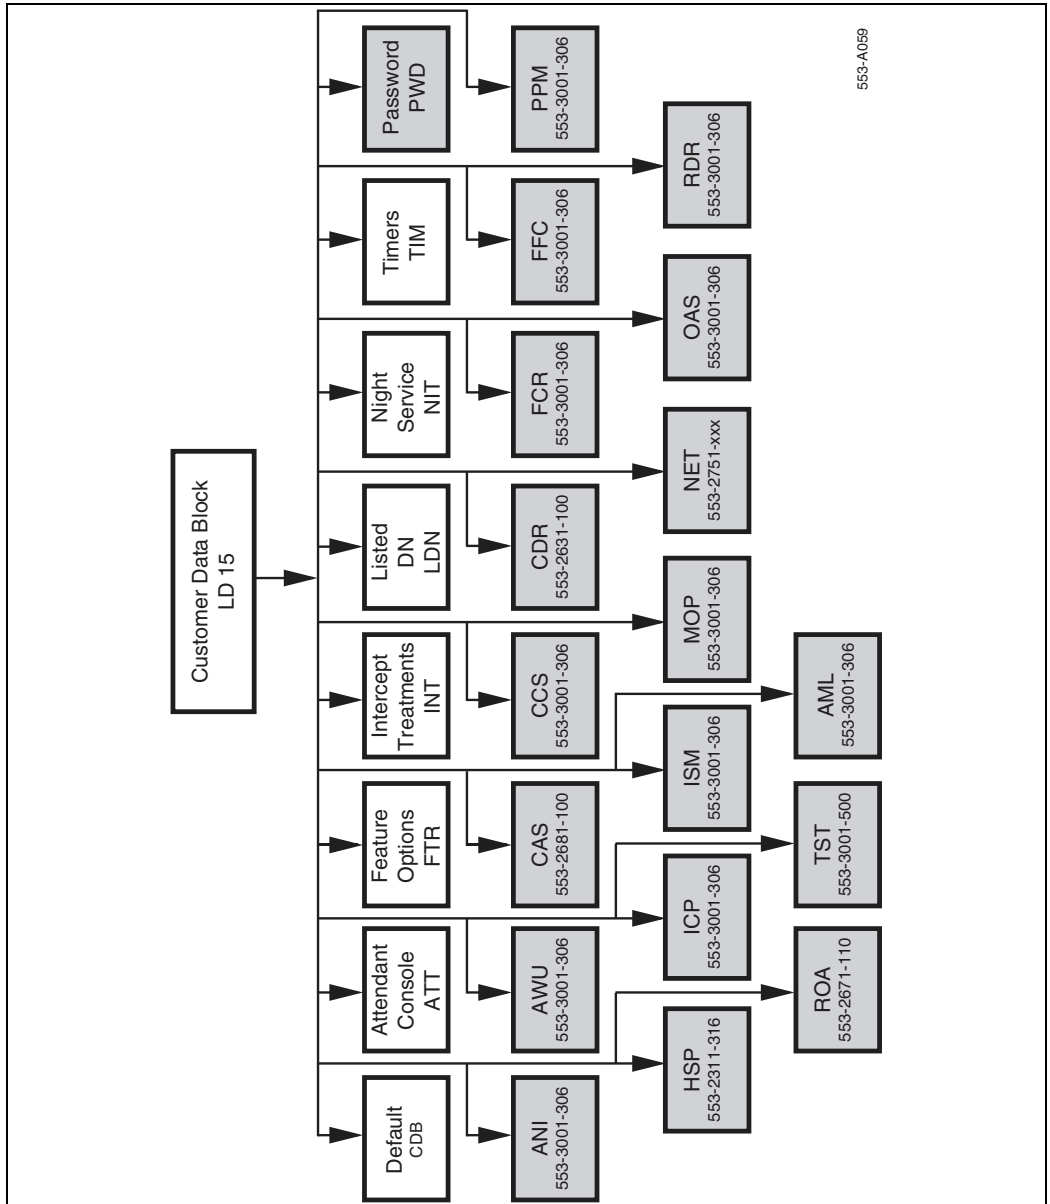 Customer Data Block
LD 15
Default
CDB
Attendant
Console
ATT
Feature
Options
FTR
Intercept
Treatments
INT
Listed
DN
LDN
Night
Service
NIT
Timers
TIM
Password
PWD
ANI
553-3001-306
AWU
553-3001-306
CAS
553-2681-100
CCS
553-3001-306
CDR
553-2631-100
FCR
553-3001-306
FFC
553-3001-306
PPM
553-3001-306
HSP
553-2311-316
ICP
553-3001-306
ISM
553-3001-306
MOP
553-3001-306
NET
553-2751-xxx
OAS
553-3001-306
RDR
553-3001-306
ROA
553-2671-110
TST
553-3001-500
AML
553-3001-306
553-A059